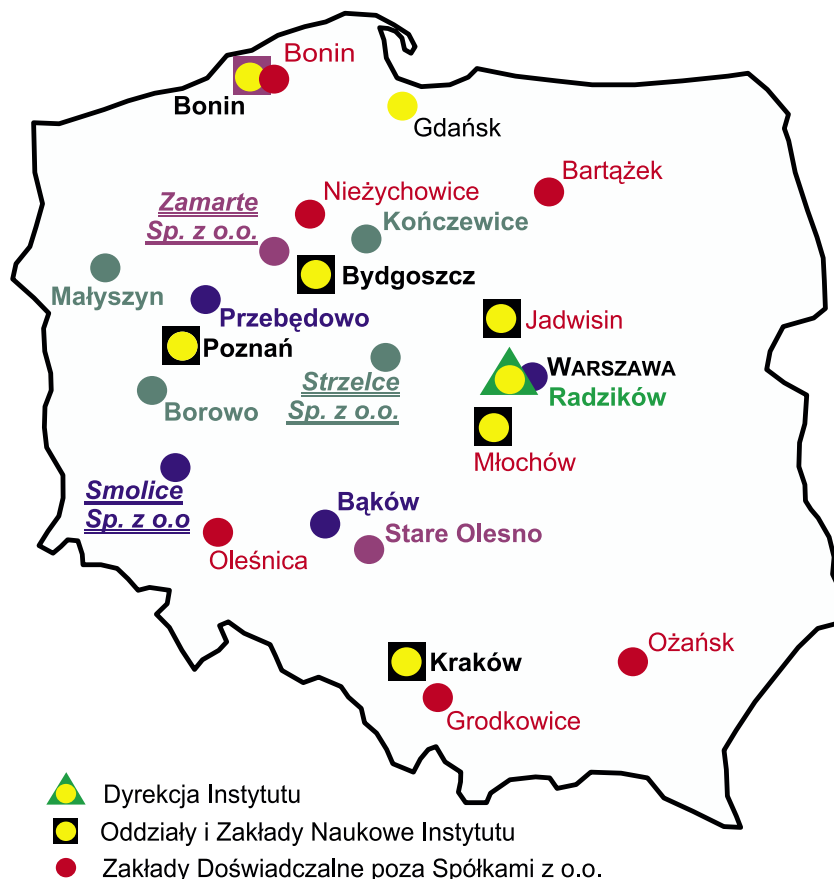 Bonin
Bonin
Gdańsk
Bartążek
Nieżychowice
Zamarte
Sp. z o.o.
Kończewice
Bydgoszcz
Małyszyn
Przebędowo
Jadwisin
Poznań
Strzelce
Sp. z o.o.
WARSZAWA
Radzików
Borowo
Młochów
Smolice
Sp. z o.o
Bąków
Stare Olesno
Oleśnica
Kraków
Ożańsk
Grodkowice
Dyrekcja Instytutu
Oddziały i Zakłady Naukowe Instytutu
Zakłady Doświadczalne poza Spółkami z o.o.